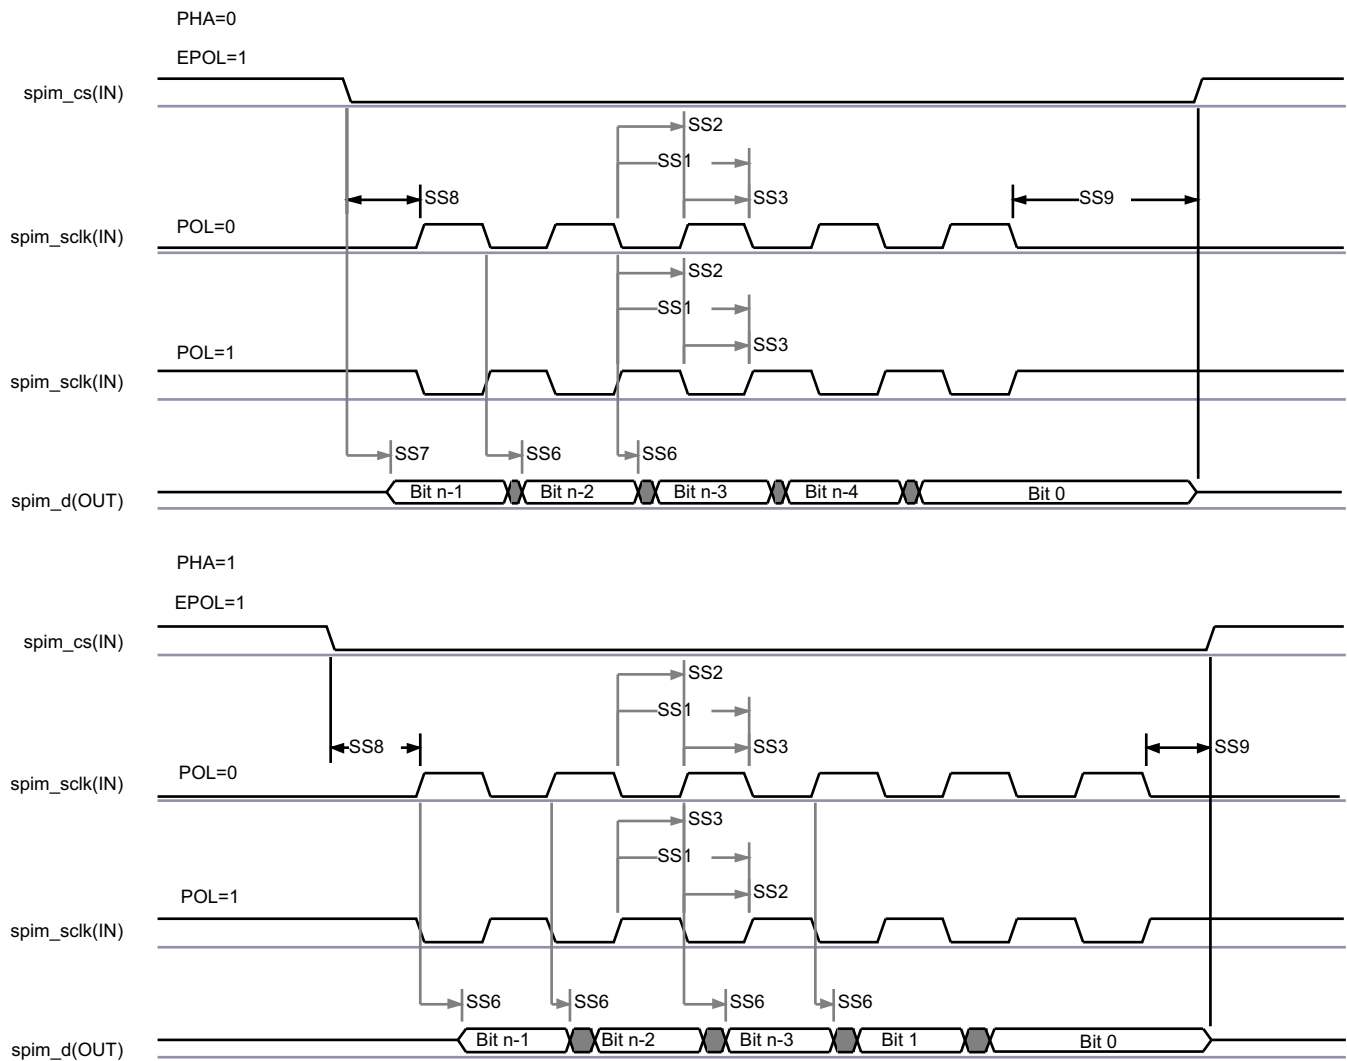 PHA=0
EPOL=1
spim_cs(IN)
SS2
SS1
SS8
SS3
SS9
POL=0
spim_sclk(IN)
SS2
SS1
SS3
POL=1
spim_sclk(IN)
SS7
SS6
SS6
Bit n-1
Bit n-2
Bit n-3
Bit n-4
Bit 0
spim_d(OUT)
PHA=1
EPOL=1
spim_cs(IN)
SS2
SS1
SS8
SS3
SS9
POL=0
spim_sclk(IN)
SS3
SS1
SS2
POL=1
spim_sclk(IN)
SS6
SS6
SS6
SS6
Bit n-1
Bit n-2
Bit n-3
Bit 1
Bit 0
spim_d(OUT)